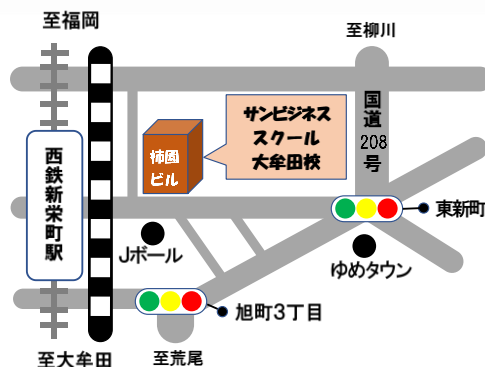 至福岡
至柳川
サンビジネス
スクール
大牟田校
国道
208
号
柿園
ビル
西鉄新栄町駅
東新町
Jボール
ゆめタウン
旭町3丁目
至大牟田
至荒尾